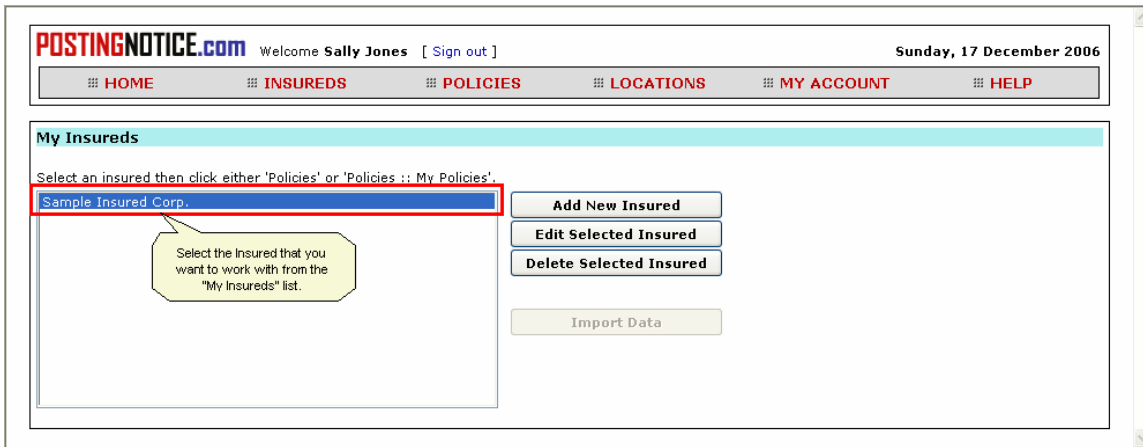 POSTINGNOTICE.com Welcome Sally Jones [ Sign out ] Sunday, 17 December 2006
HOME INSUREDS POLICIES LOCATIONS MY ACCOUNT HELP
My Insureds
Select an insured then click either 'Policies' or 'Policies :: My Policies'.
Sample Insured Corp.
Select the Insured that you
want to work with from the
"My Insureds" list.
Add New Insured
Edit Selected Insured
Delete Selected Insured
Import Data